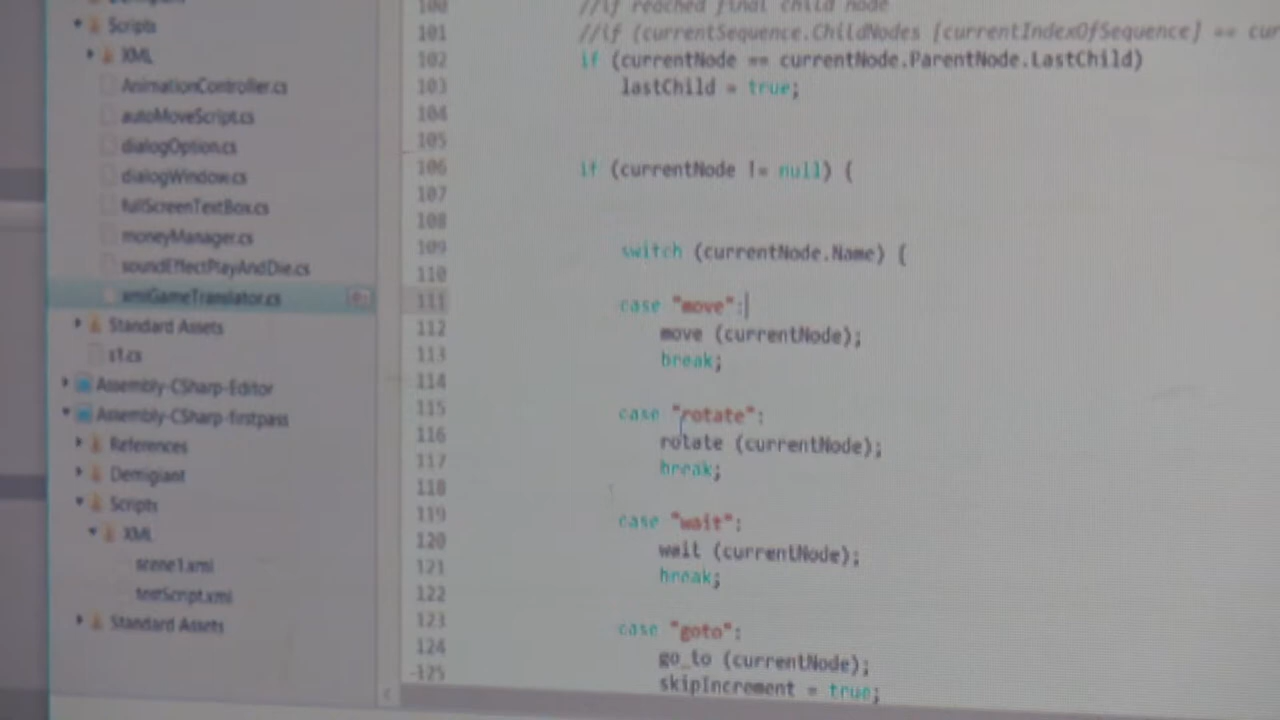 Scripts
XML
AnimationController.cs
autoMoveScript.cs
dialogOption.cs
dialogWindow.cs
fullScreenTextBox.cs
moneyManager.cs
soundEffectPlayAndDie.cs
xmlGameTranslator.cs
Standard Assets
s1.cs
Assembly-CSharp-Editor
Assembly-CSharp-firstpass
References
Demigiant
Scripts
XML
scene1.xml
testScript.xml
Standard Assets
100 //if reached final child node
101 //if (currentSequence.ChildNodes [currentIndexOfSequence] == cur
102 if (currentNode == currentNode.ParentNode.LastChild)
103 lastChild = true;
104
105
106 if (currentNode != null) {
107
108
109 switch (currentNode.Name) {
110
111 case "move":
112 move (currentNode);
113 break;
114
115 case "rotate":
116 rotate (currentNode);
117 break;
118
119 case "wait":
120 wait (currentNode);
121 break;
122
123 case "goto":
124 go_to (currentNode);
125 skipIncrement = true;